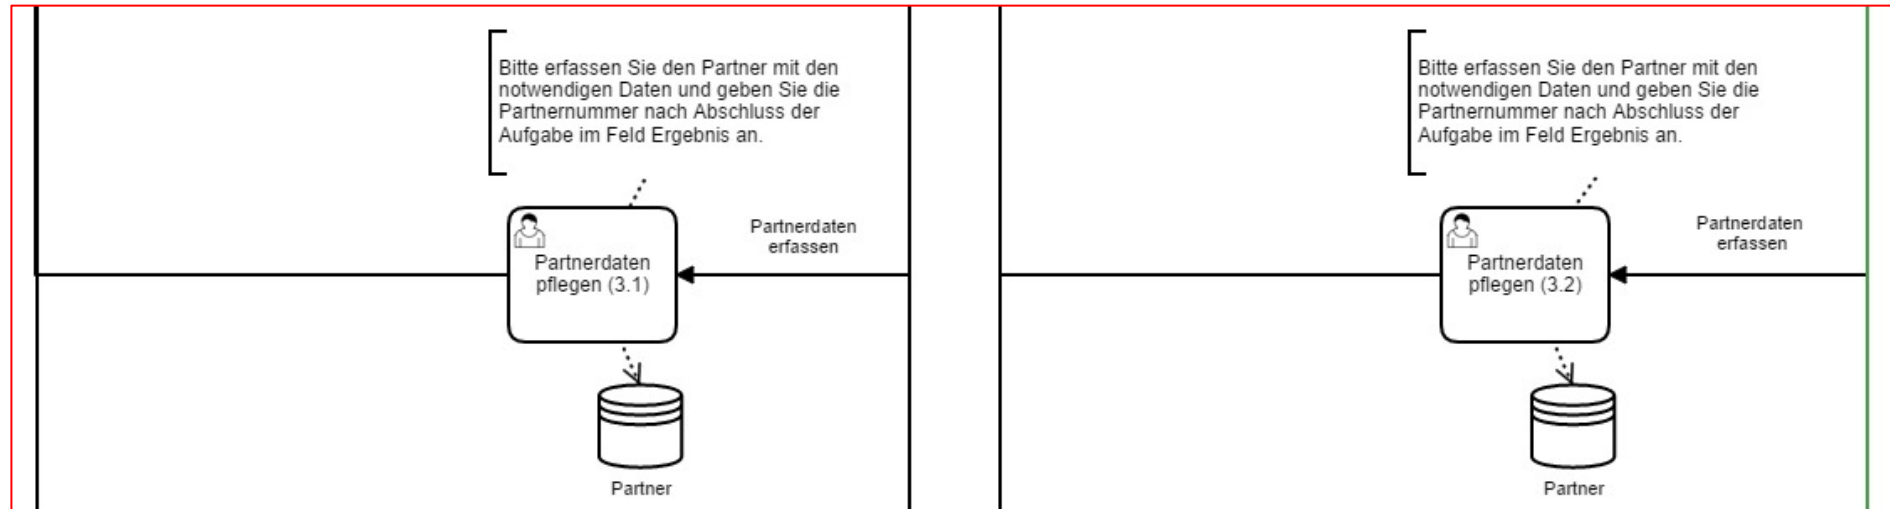 Bitte erfassen Sie den Partner mit den
notwendigen Daten und geben Sie die
Partnernummer nach Abschluss der
Aufgabe im Feld Ergebnis an.
Partnerdaten
erfassen
Partnerdaten
pflegen (3.1)
Partner
Bitte erfassen Sie den Partner mit den
notwendigen Daten und geben Sie die
Partnernummer nach Abschluss der
Aufgabe im Feld Ergebnis an.
Partnerdaten
erfassen
Partnerdaten
pflegen (3.2)
Partner